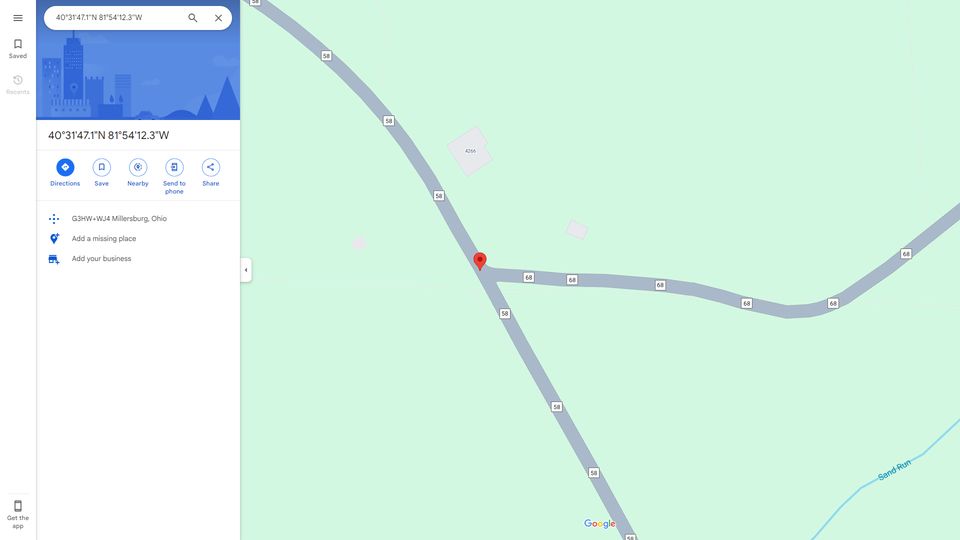 40°31'47.1"N 81°54'12.3"W
Saved
Recents
40°31'47.1"N 81°54'12.3"W
Directions
Save
Nearby
Send to
phone
Share
G3HW+WJ4 Millersburg, Ohio
Add a missing place
Add your business
Get the
app
58
58
58
4266
58
68
68
68
68
68
68
58
58
58
Sand Run
Google
58